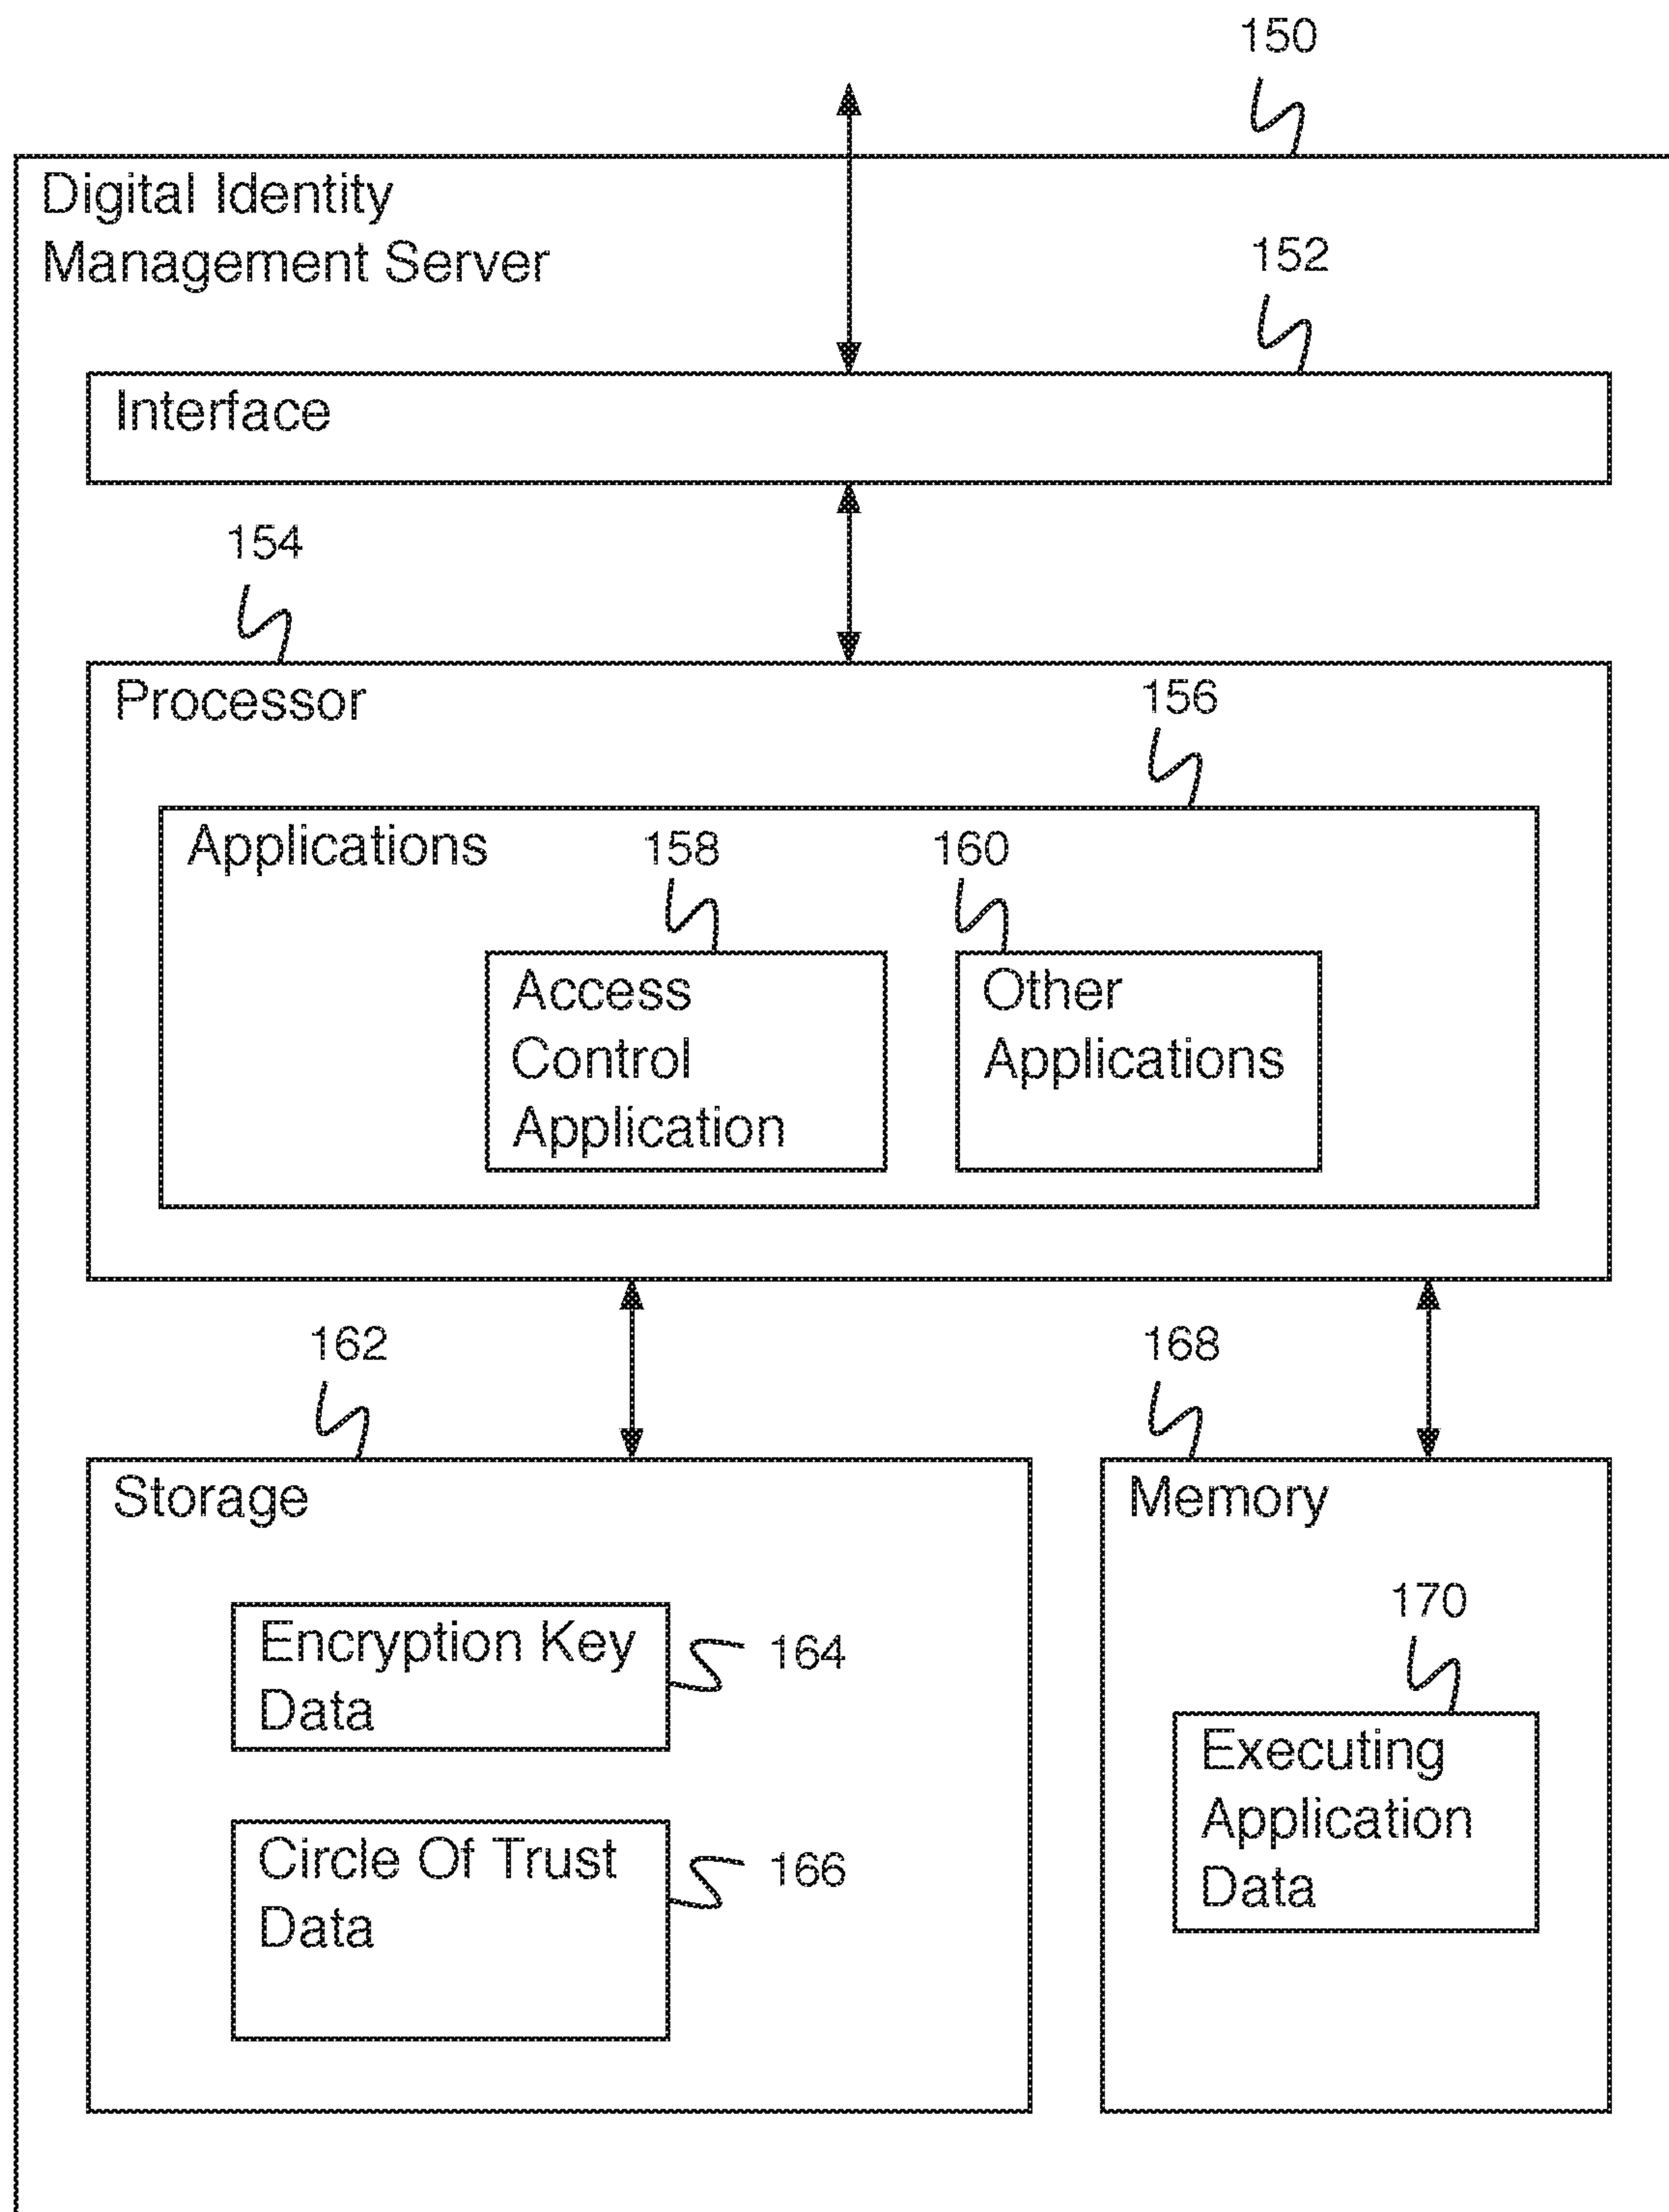 150
Digital Identity
Management Server
152
Interface
154
Processor
156
Applications
158
160
Access
Control
Application
Other
Applications
162
168
Storage
Memory
Encryption Key
Data
164
Circle Of Trust
Data
166
170
Executing
Application
Data